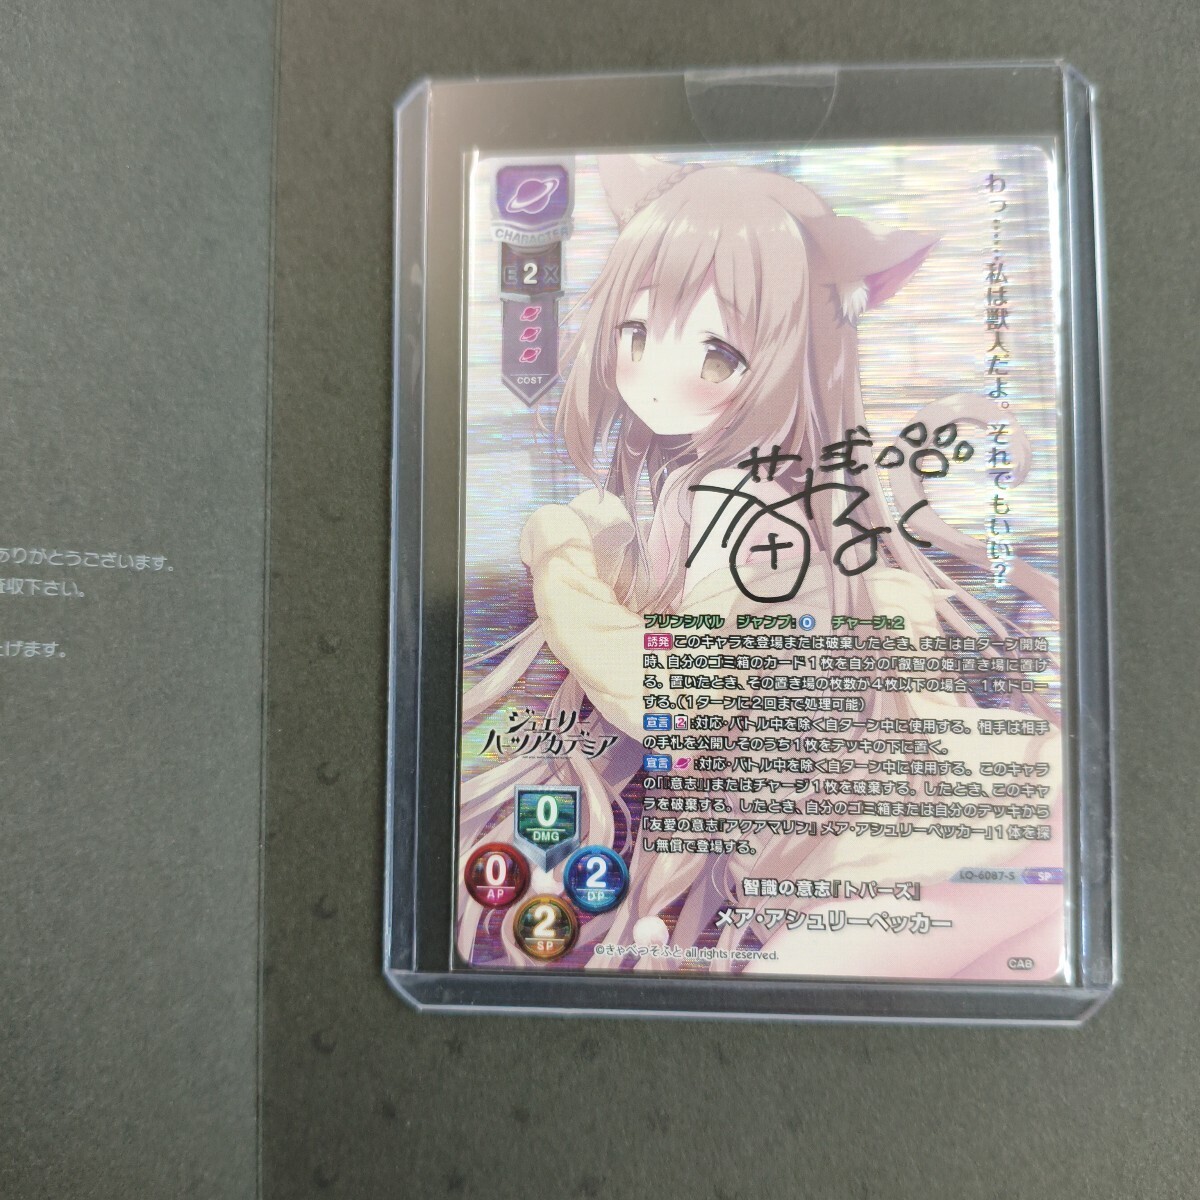 ありがとうございます。
査収下さい。
上げます。
CHARACTER
E 2 X
COST
わっ……私は獣人だよ。それでもいい？
プリンシパル ジャンプ:0 チャージ:2
誘発 このキャラを登場または破棄したとき、または自ターン開始
時、自分のゴミ箱のカード1枚を自分の「叡智の姫」置き場に置け
る。置いたとき、その置き場の枚数が4枚以下の場合、1枚ドロー
する。(1ターンに2回まで処理可能)
宣言 2:対応・バトル中を除く自ターン中に使用する。相手は相手
の手札を公開しそのうち1枚をデッキの下に置く。
宣言 :対応・バトル中を除く自ターン中に使用する。このキャラ
の「『意志』」またはチャージ1枚を破棄する。したとき、このキャ
ラを破棄する。したとき、自分のゴミ箱または自分のデッキから
「友愛の意志『アクアマリン』 メア・アシュリーペッカー」1体を探
し無償で登場する。
ジュエリー
ハーツアカデミア
0
DMG
0
AP
2
DP
2
SP
LO-6087-S SP
智識の意志『トパーズ』
メア・アシュリーペッカー
©きゃべつそふと all rights reserved.
CAB